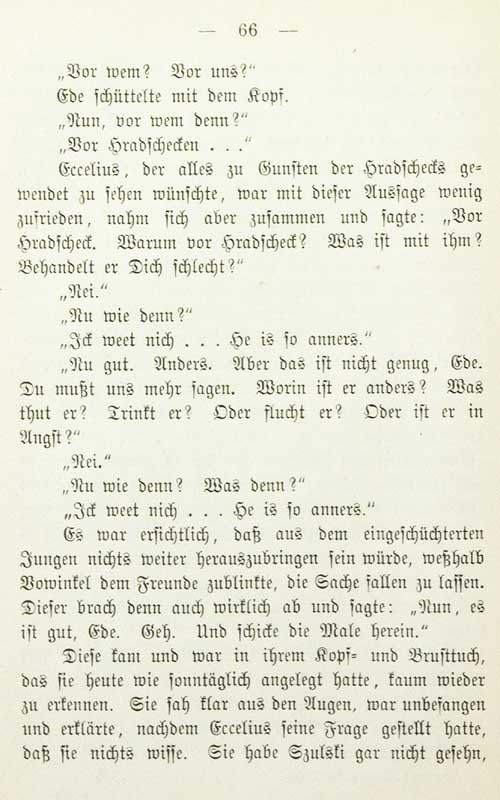 — 66 —
„Vor wem? Vor uns?“
Ede schüttelte mit dem Kopf.
„Nun, vor wem denn?“
„Vor Hradschecken . . .“
Eccelius, der alles zu Gunsten der Hradschecks ge-
wendet zu sehen wünschte, war mit dieser Aussage wenig
zufrieden, nahm sich aber zusammen und sagte: „Vor
Hradscheck. Warum vor Hradscheck? Was ist mit ihm?
Behandelt er Dich schlecht?“
„Nei.“
„Nu wie denn?“
„Ick weet nich . . . He is so anners.“
„Nu gut. Anders. Aber das ist nicht genug, Ede.
Du mußt uns mehr sagen. Worin ist er anders? Was
thut er? Trinkt er? Oder flucht er? Oder ist er in
Angst?“
„Nei.“
„Nu wie denn? Was denn?“
„Ick weet nich . . . He is so anners.“
Es war ersichtlich, daß aus dem eingeschüchterten
Jungen nichts weiter herauszubringen sein würde, weßhalb
Vowinkel dem Freunde zublinkte, die Sache fallen zu lassen.
Dieser brach denn auch wirklich ab und sagte: „Nun, es
ist gut, Ede. Geh. Und schicke die Male herein.“
Diese kam und war in ihrem Kopf- und Brusttuch,
das sie heute wie sonntäglich angelegt hatte, kaum wieder
zu erkennen. Sie sah klar aus den Augen, war unbefangen
und erklärte, nachdem Eccelius seine Frage gestellt hatte,
daß sie nichts wisse. Sie habe Szulski gar nicht gesehn,